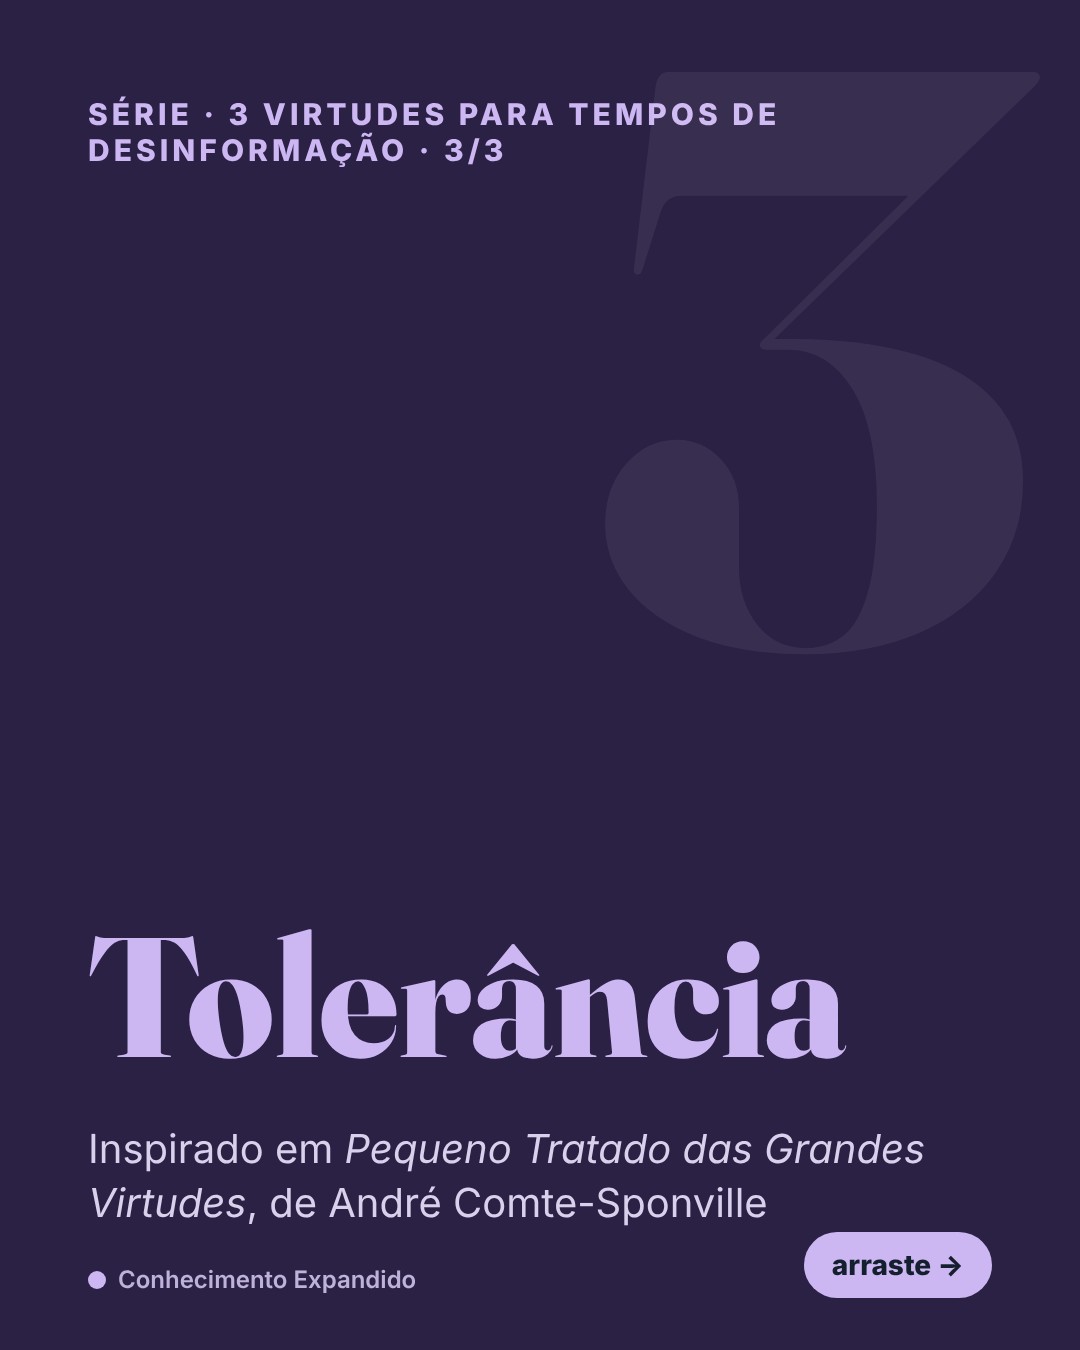 SÉRIE · 3 VIRTUDES PARA TEMPOS DE
DESINFORMAÇÃO · 3/3
3
Tolerância
Inspirado em Pequeno Tratado das Grandes
Virtudes, de André Comte-Sponville
Conhecimento Expandido
arraste →